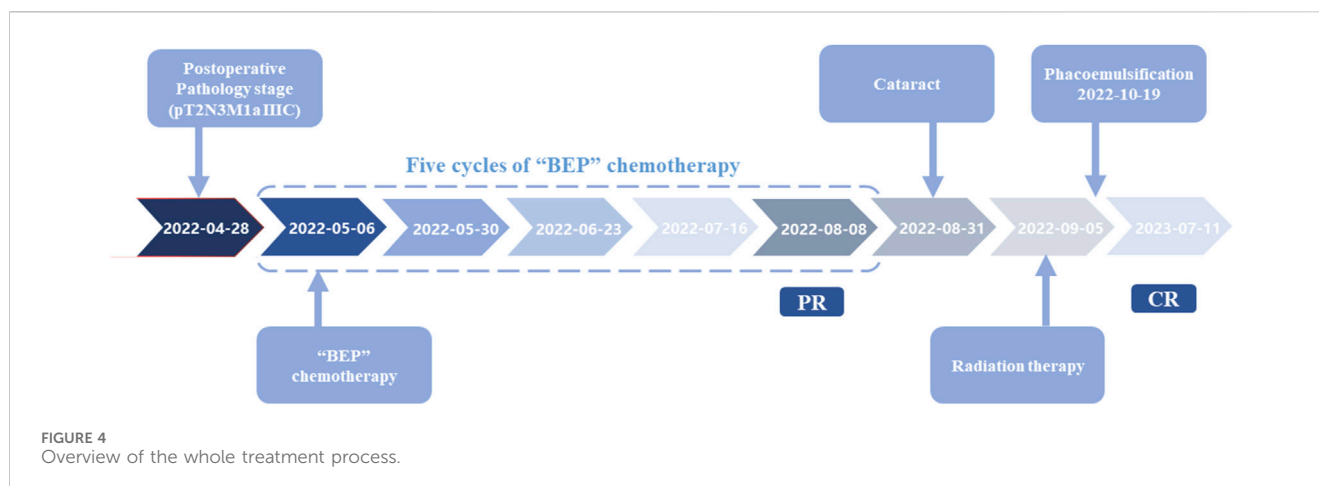 Postoperative
Pathology stage
(pT2N3M1aIIIC)
Cataract
Phacoemulsification
2022-10-19
Five cycles of “BEP” chemotherapy
2022-04-28
2022-05-06
2022-05-30
2022-06-23
2022-07-16
2022-08-08
2022-08-31
2022-09-05
2023-07-11
PR
CR
“BEP”
chemotherapy
Radiation therapy
FIGURE 4
Overview of the whole treatment process.